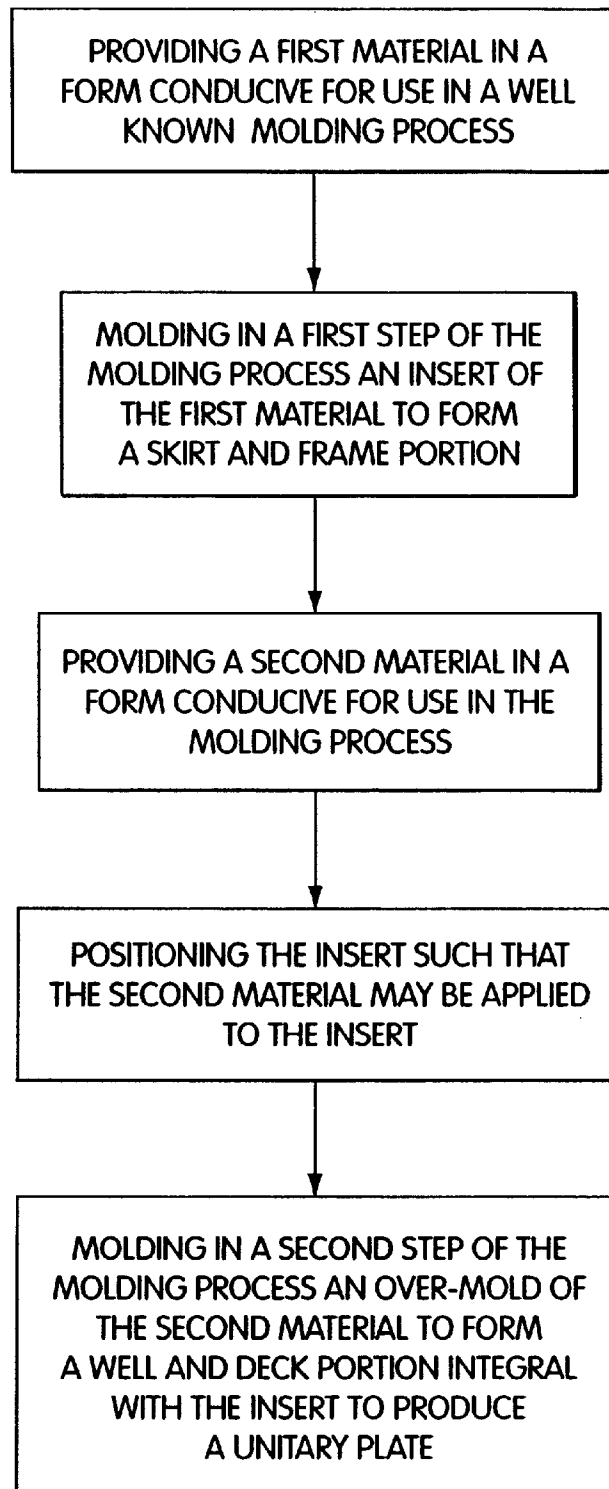 PROVIDING A FIRST MATERIAL IN A
FORM CONDUCIVE FOR USE IN A WELL
KNOWN MOLDING PROCESS
MOLDING IN A FIRST STEP OF THE
MOLDING PROCESS AN INSERT OF
THE FIRST MATERIAL TO FORM
A SKIRT AND FRAME PORTION
PROVIDING A SECOND MATERIAL IN A
FORM CONDUCIVE FOR USE IN THE
MOLDING PROCESS
POSITIONING THE INSERT SUCH THAT
THE SECOND MATERIAL MAY BE APPLIED
TO THE INSERT
MOLDING IN A SECOND STEP OF THE
MOLDING PROCESS AN OVER-MOLD OF
THE SECOND MATERIAL TO FORM
A WELL AND DECK PORTION INTEGRAL
WITH THE INSERT TO PRODUCE
A UNITARY PLATE